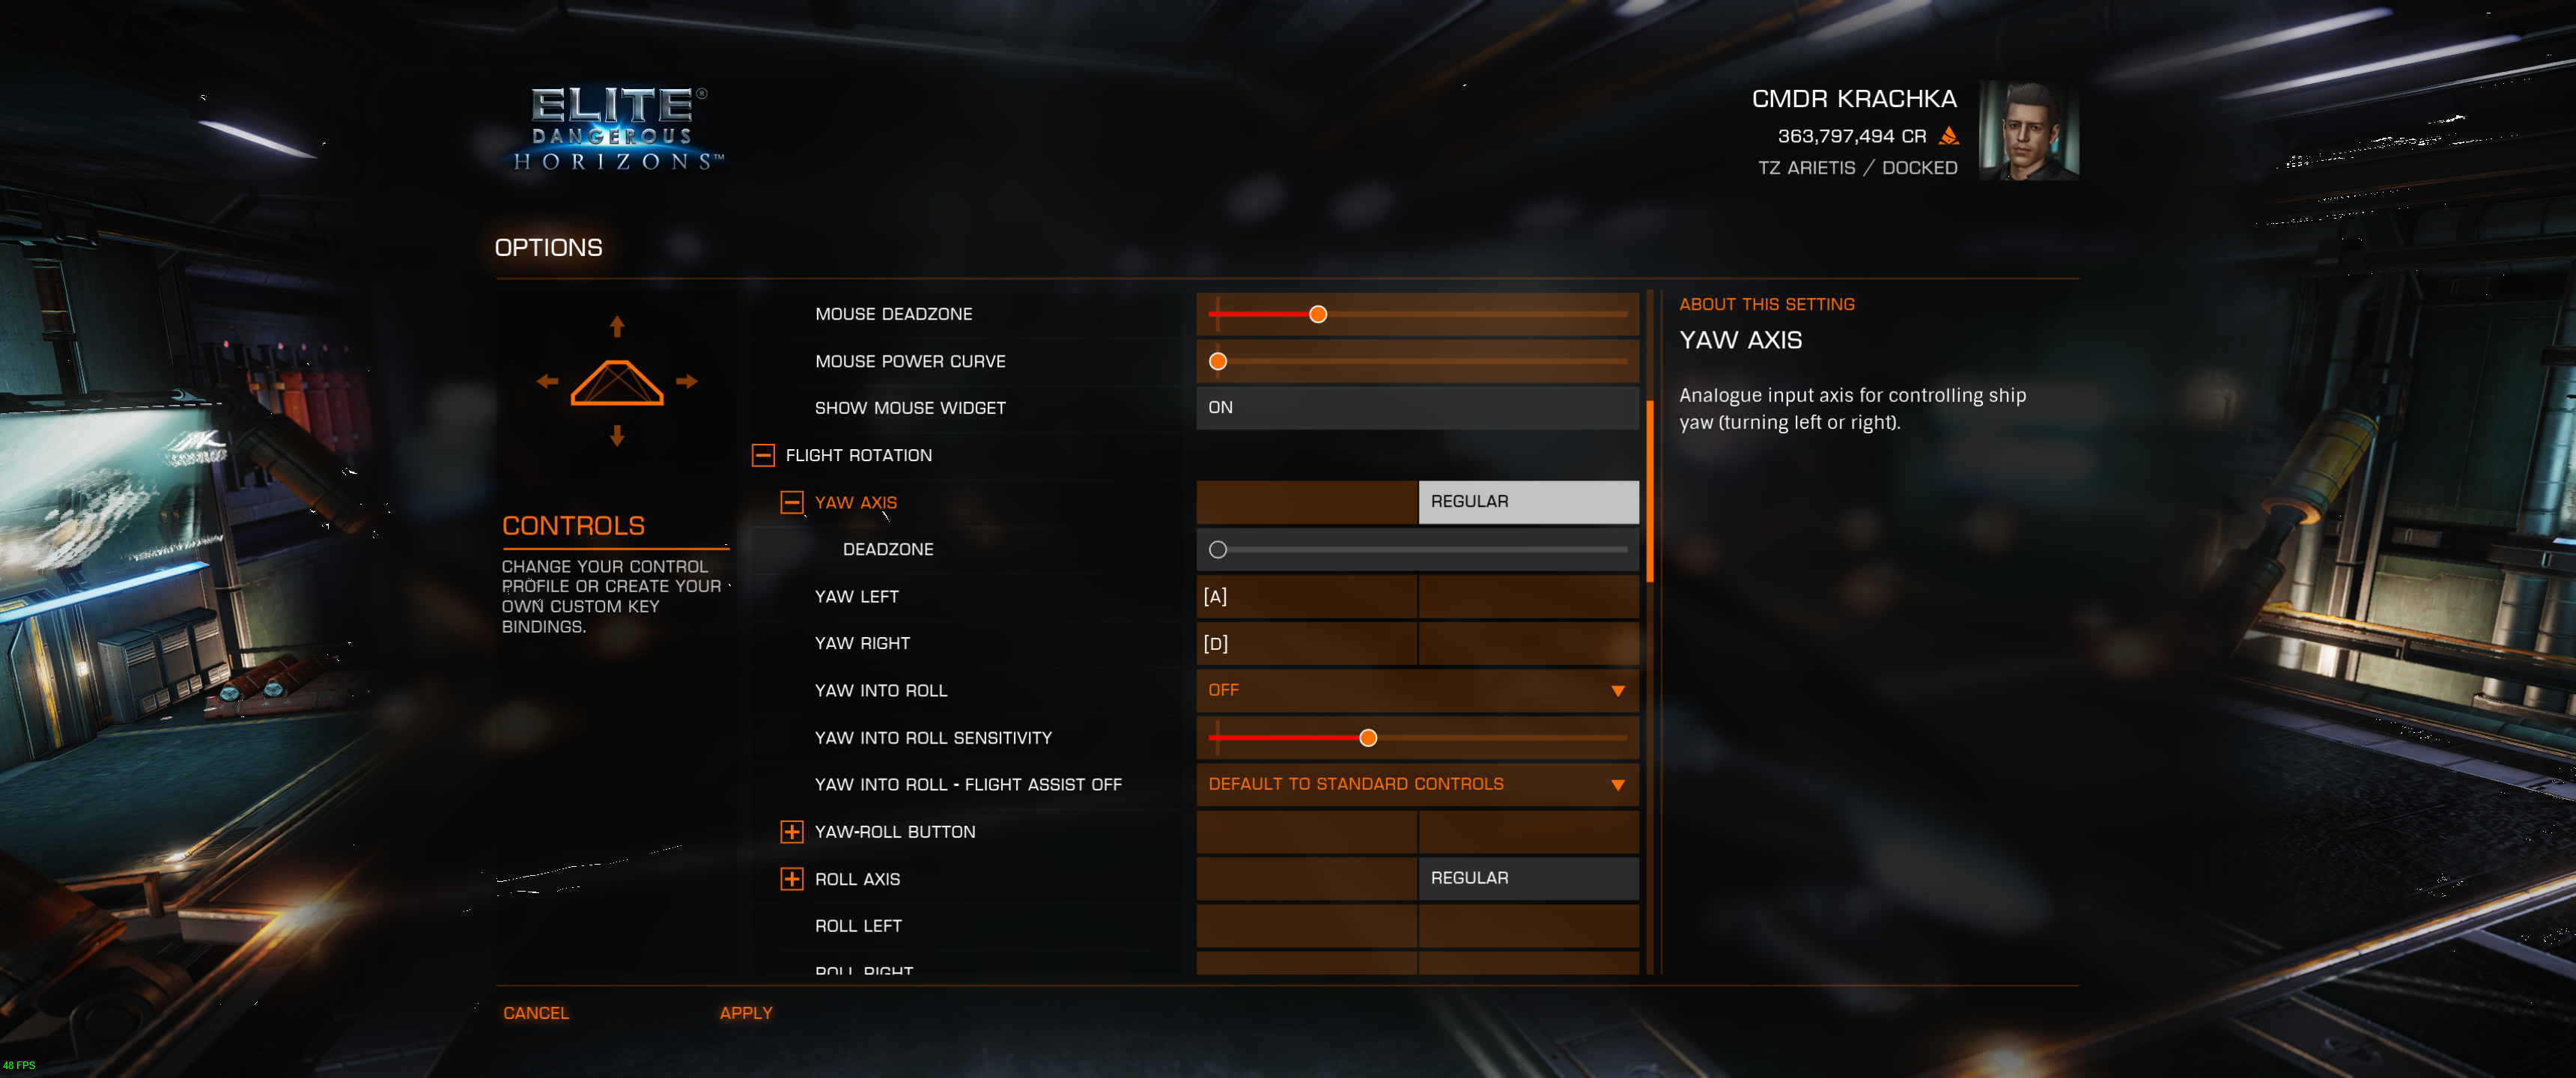 ELITE®
DANGEROUS
HORIZONS™
CMDR KRACHKA
363,797,494 CR
TZ ARIETIS / DOCKED
OPTIONS
CONTROLS
CHANGE YOUR CONTROL
PROFILE OR CREATE YOUR
OWN CUSTOM KEY
BINDINGS.
MOUSE DEADZONE
MOUSE POWER CURVE
SHOW MOUSE WIDGET ON
FLIGHT ROTATION
YAW AXIS REGULAR
DEADZONE
YAW LEFT [A]
YAW RIGHT [D]
YAW INTO ROLL OFF
YAW INTO ROLL SENSITIVITY
YAW INTO ROLL - FLIGHT ASSIST OFF DEFAULT TO STANDARD CONTROLS
YAW-ROLL BUTTON
ROLL AXIS REGULAR
ROLL LEFT
ROLL RIGHT
ABOUT THIS SETTING
YAW AXIS
Analogue input axis for controlling ship
yaw (turning left or right).
CANCEL APPLY
48 FPS